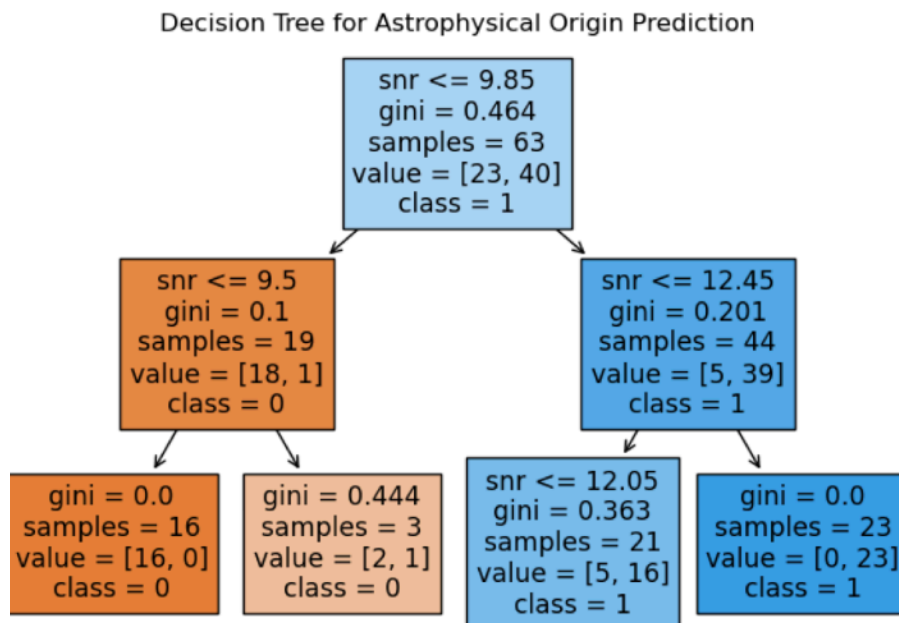 Decision Tree for Astrophysical Origin Prediction
snr <= 9.85
gini = 0.464
samples = 63
value = [23, 40]
class = 1
snr <= 9.5
gini = 0.1
samples = 19
value = [18, 1]
class = 0
snr <= 12.45
gini = 0.201
samples = 44
value = [5, 39]
class = 1
gini = 0.0
samples = 16
value = [16, 0]
class = 0
gini = 0.444
samples = 3
value = [2, 1]
class = 0
snr <= 12.05
gini = 0.363
samples = 21
value = [5, 16]
class = 1
gini = 0.0
samples = 23
value = [0, 23]
class = 1